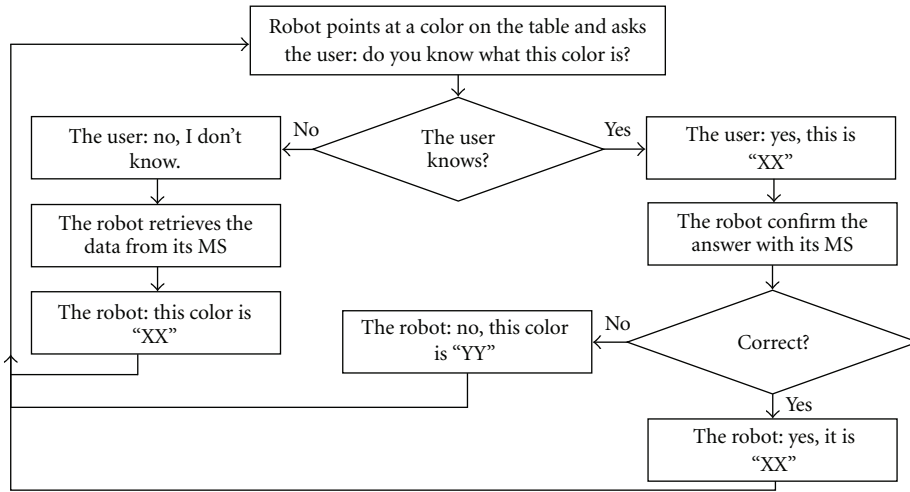 Robot points at a color on the table and asks
the user: do you know what this color is?
The user
knows?
No
Yes
The user: no, I don't
know.
The user: yes, this is
“XX”
The robot retrieves the
data from its MS
The robot confirm the
answer with its MS
The robot: this color is
“XX”
The robot: no, this color
is “YY”
No
Correct?
Yes
The robot: yes, it is
“XX”